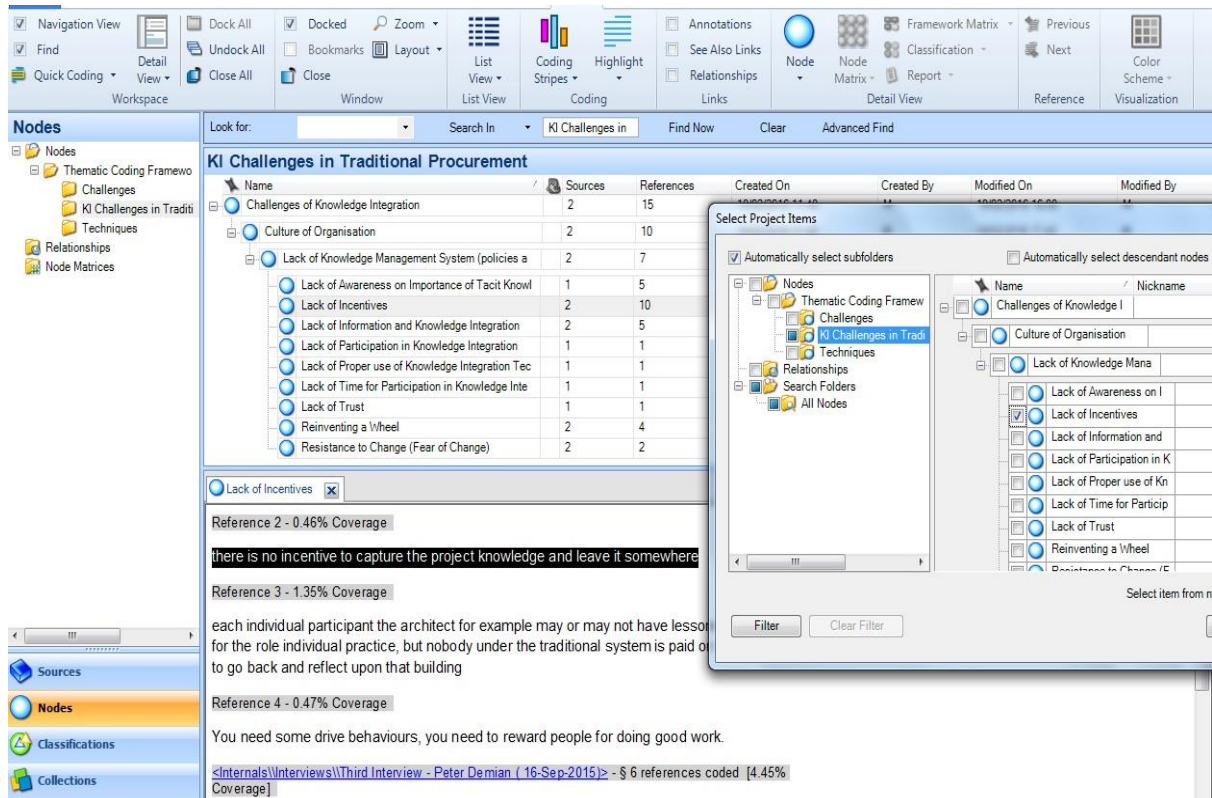 Navigation View
Find
Quick Coding
Detail
View
Workspace
Dock All
Undock All
Close All
Docked
Bookmarks
Close
Zoom
Layout
Window
List
View
List View
Coding
Stripes
Highlight
Coding
Annotations
See Also Links
Relationships
Links
Node
Node
Matrix
Framework Matrix
Classification
Report
Detail View
Previous
Next
Reference
Color
Scheme
Visualization
Nodes
Nodes
Thematic Coding Framewo
Challenges
KI Challenges in Traditi
Techniques
Relationships
Node Matrices
Sources
Nodes
Classifications
Collections
Look for:
Search In
KI Challenges in
Find Now
Clear
Advanced Find
KI Challenges in Traditional Procurement
Name Sources References Created On Created By Modified On Modified By
Challenges of Knowledge Integration 2 15
Culture of Organisation 2 10
Lack of Knowledge Management System (policies a 2 7
Lack of Awareness on Importance of Tacit Knowl 1 5
Lack of Incentives 2 10
Lack of Information and Knowledge Integration 2 5
Lack of Participation in Knowledge Integration 1 1
Lack of Proper use of Knowledge Integration Tec 1 1
Lack of Time for Participation in Knowledge Inte 1 1
Lack of Trust 1 1
Reinventing a Wheel 2 4
Resistance to Change (Fear of Change) 2 2
Lack of Incentives
Reference 2 - 0.46% Coverage
there is no incentive to capture the project knowledge and leave it somewhere
Reference 3 - 1.35% Coverage
each individual participant the architect for example may or may not have lesso
for the role individual practice, but nobody under the traditional system is paid o
to go back and reflect upon that building
Reference 4 - 0.47% Coverage
You need some drive behaviours, you need to reward people for doing good work.
<Internals\\Interviews\\Third Interview - Peter Demian ( 16-Sep-2015)> - § 6 references coded [4.45%
Coverage]
Select Project Items
Automatically select subfolders
Automatically select descendant nodes
Nodes
Thematic Coding Framew
Challenges
KI Challenges in Tradi
Techniques
Relationships
Search Folders
All Nodes
Name Nickname
Challenges of Knowledge I
Culture of Organisation
Lack of Knowledge Mana
Lack of Awareness on I
Lack of Incentives
Lack of Information and
Lack of Participation in K
Lack of Proper use of Kn
Lack of Time for Particip
Lack of Trust
Reinventing a Wheel
Select item from n
Filter
Clear Filter